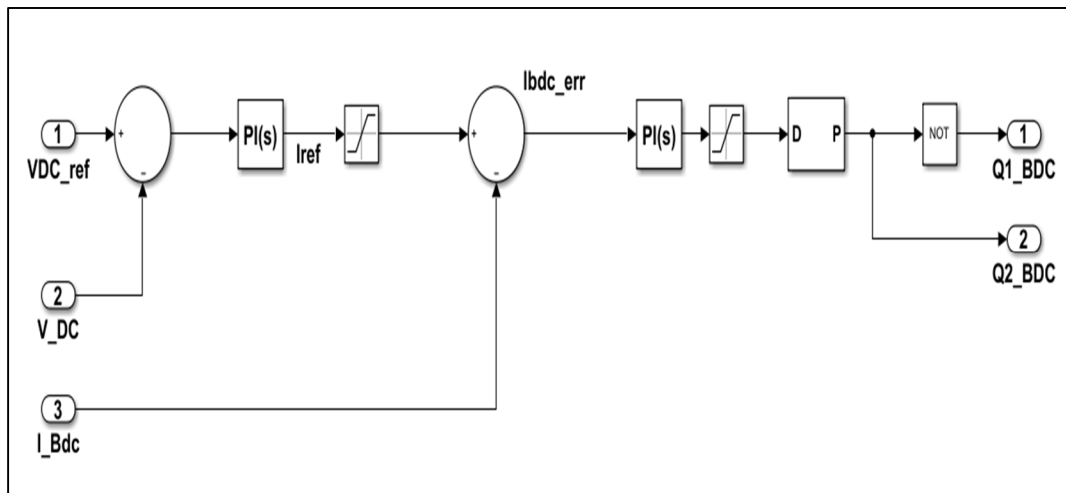 Ibdc_err
1
VDC_ref
+
-
PI(s)
Iref
+
-
PI(s)
D P
NOT
1
Q1_BDC
2
Q2_BDC
2
V_DC
3
I_Bdc